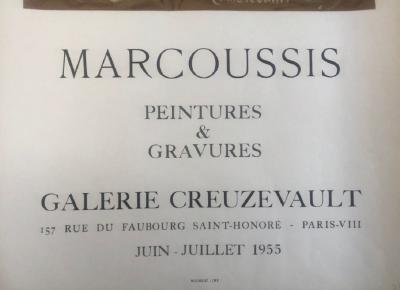 MARCOUSSIS
PEINTURES
&
GRAVURES
GALERIE CREUZEVAULT
157 RUE DU FAUBOURG SAINT-HONORÉ - PARIS-VIII
JUIN - JUILLET 1955